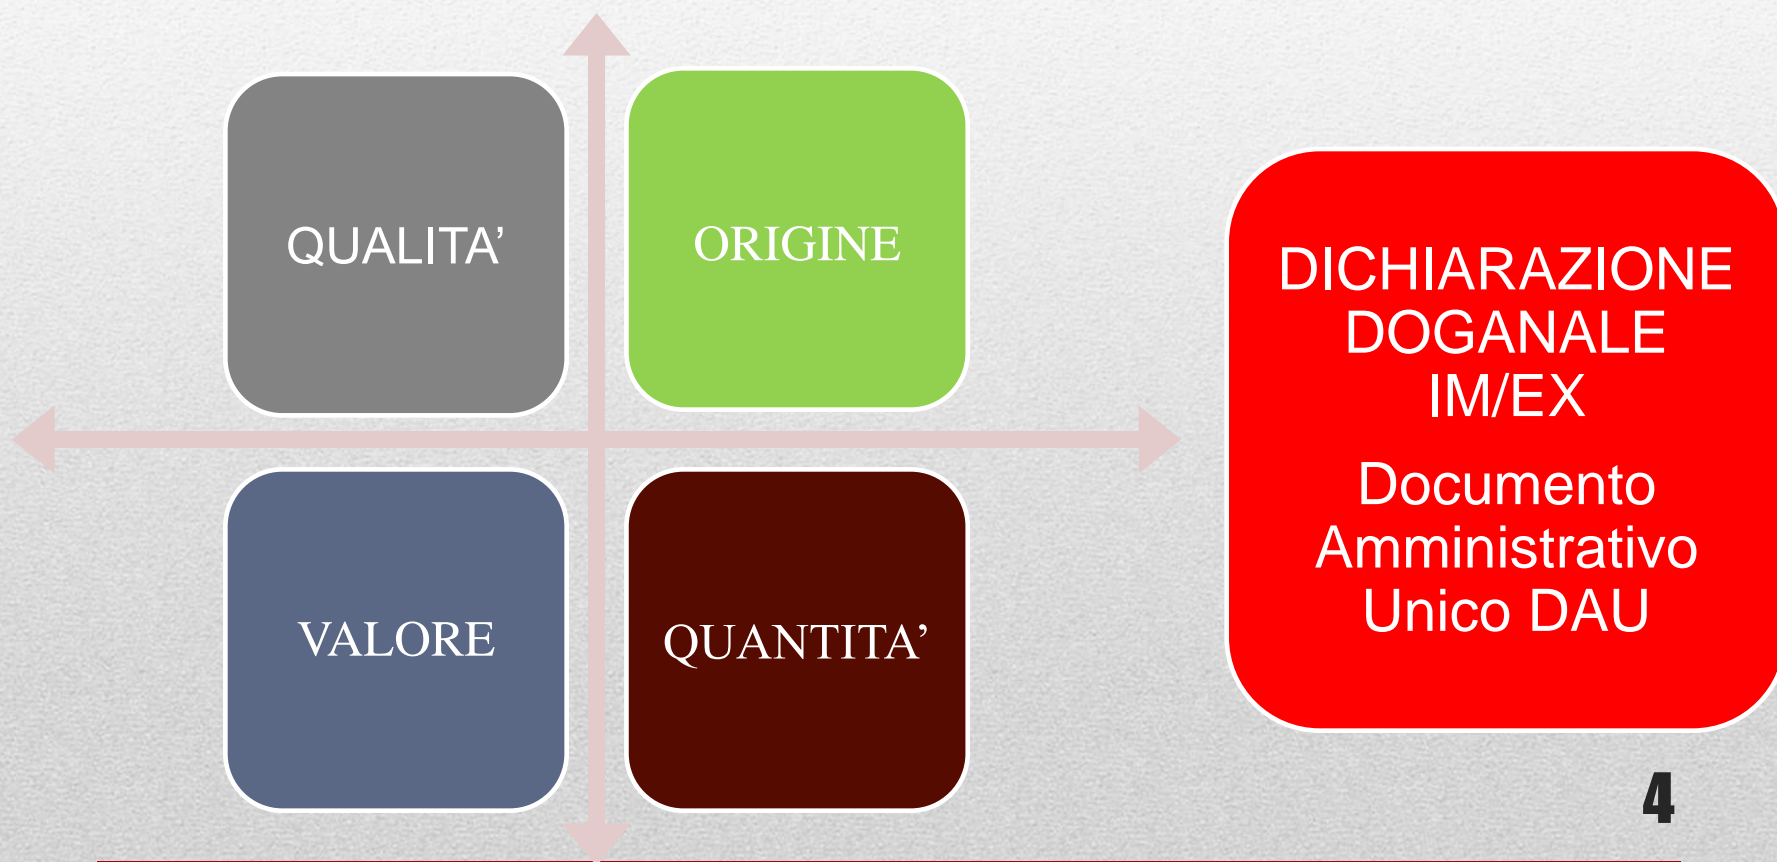 QUALITA’
ORIGINE
VALORE
QUANTITA’
DICHIARAZIONE
DOGANALE
IM/EX
Documento
Amministrativo
Unico DAU
4